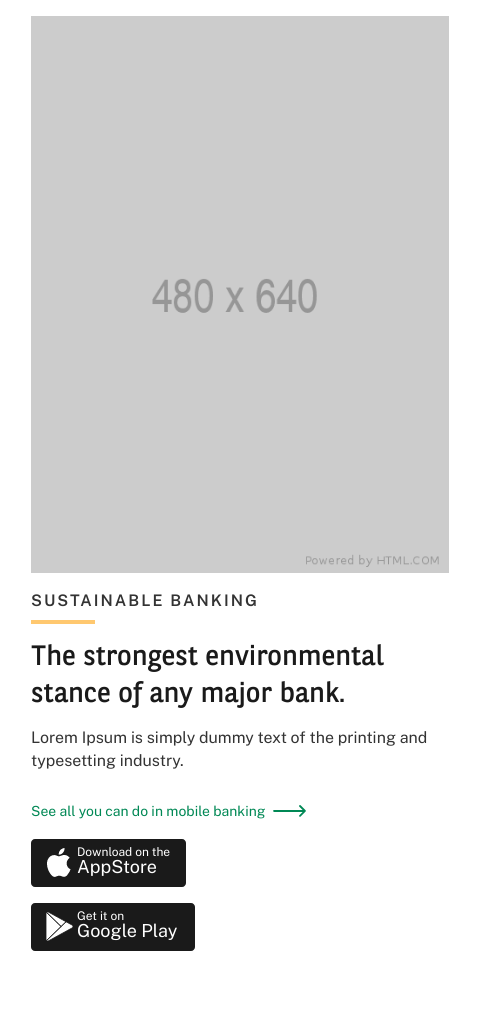 480 x 640
Powered by HTML.COM
SUSTAINABLE BANKING
The strongest environmental
stance of any major bank.
Lorem Ipsum is simply dummy text of the printing and
typesetting industry.
See all you can do in mobile banking
Download on the
AppStore
Get it on
Google Play